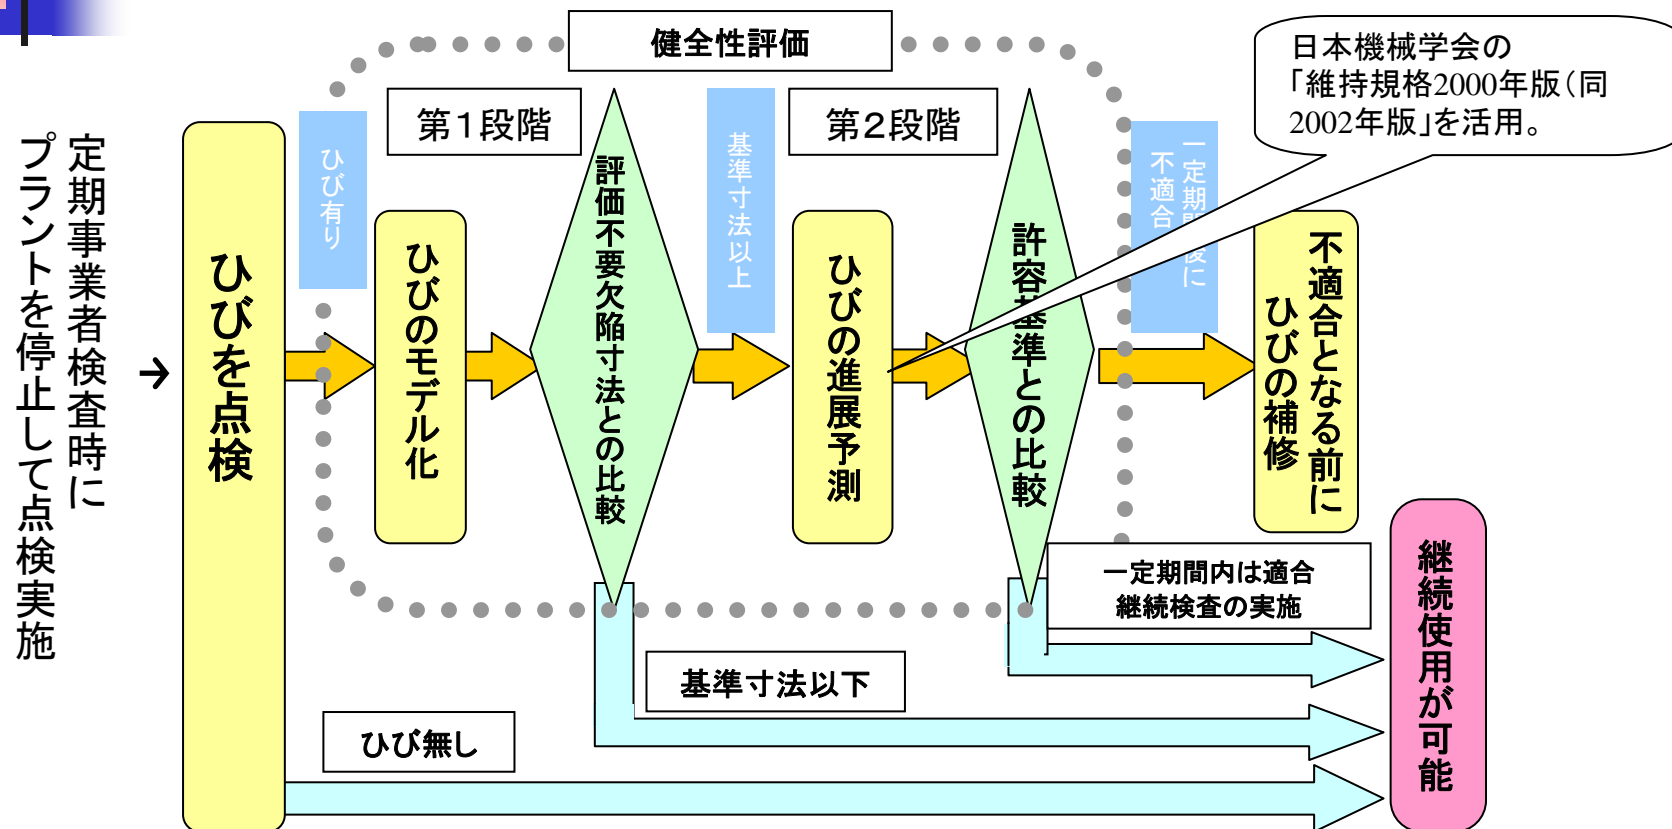 定期事業者検査時に
プラントを停止して点検実施
→
ひびを点検
健全性評価
ひび有り
第1段階
ひびのモデル化
評価不要欠陥寸法との比較
基準寸法以上
第2段階
ひびの進展予測
許容基準との比較
一定期間後に
不適合
日本機械学会の
「維持規格2000年版(同
2002年版」を活用。
不適合となる前に
ひびの補修
一定期間内は適合
継続検査の実施
基準寸法以下
ひび無し
継続使用が可能